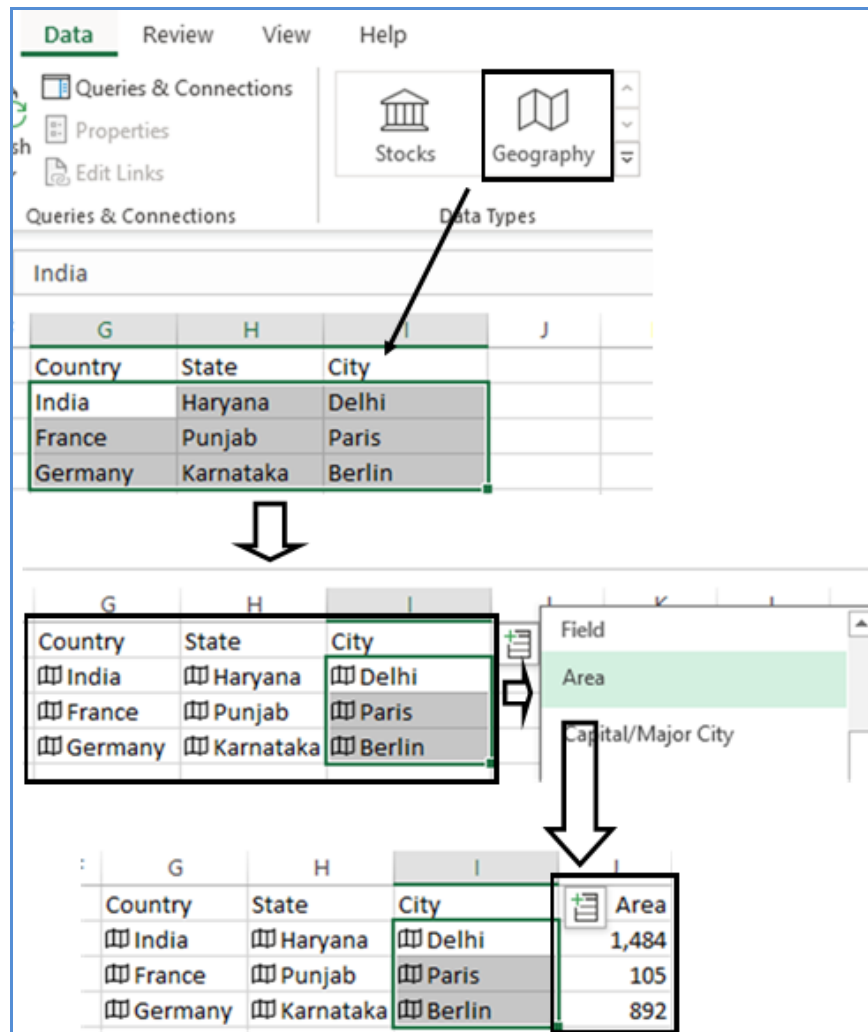 Data Review View Help
Queries & Connections
Properties
sh
Edit Links
Stocks Geography
Queries & Connections Data Types
India
G H I J
Country State City
India Haryana Delhi
France Punjab Paris
Germany Karnataka Berlin
G H I J K L
Country State City
India Haryana Delhi
France Punjab Paris
Germany Karnataka Berlin
Field
Area
Capital/Major City
F G H I J
Country State City Area
India Haryana Delhi 1,484
France Punjab Paris 105
Germany Karnataka Berlin 892